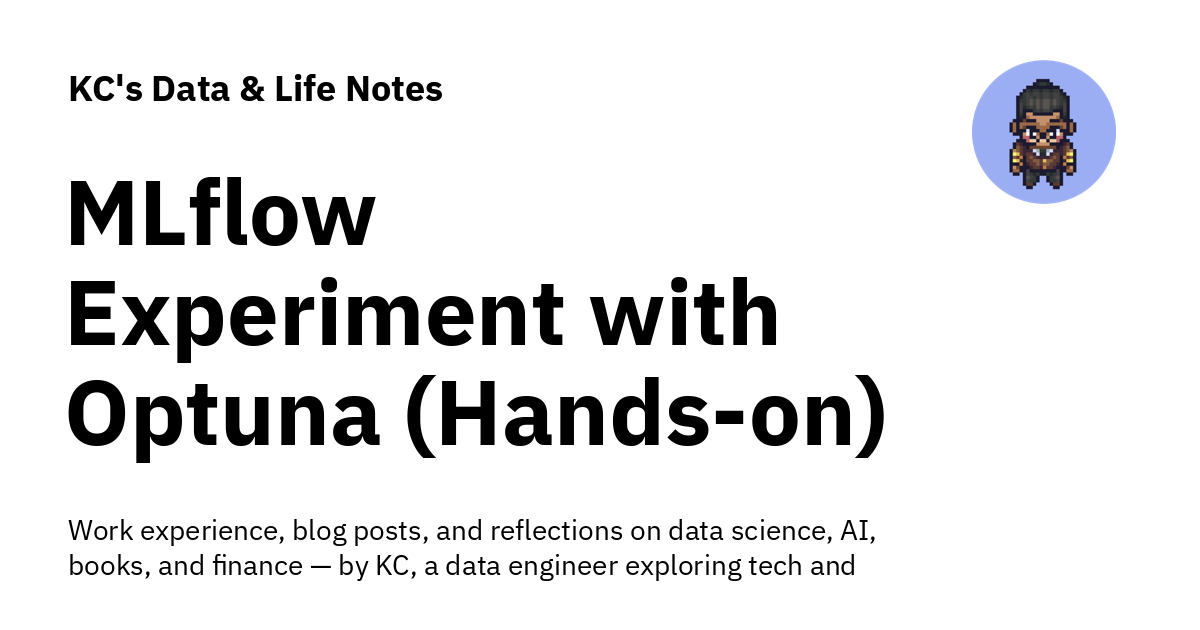 KC's Data & Life Notes
MLflow
Experiment with
Optuna (Hands-on)
Work experience, blog posts, and reflections on data science, AI,
books, and finance — by KC, a data engineer exploring tech and